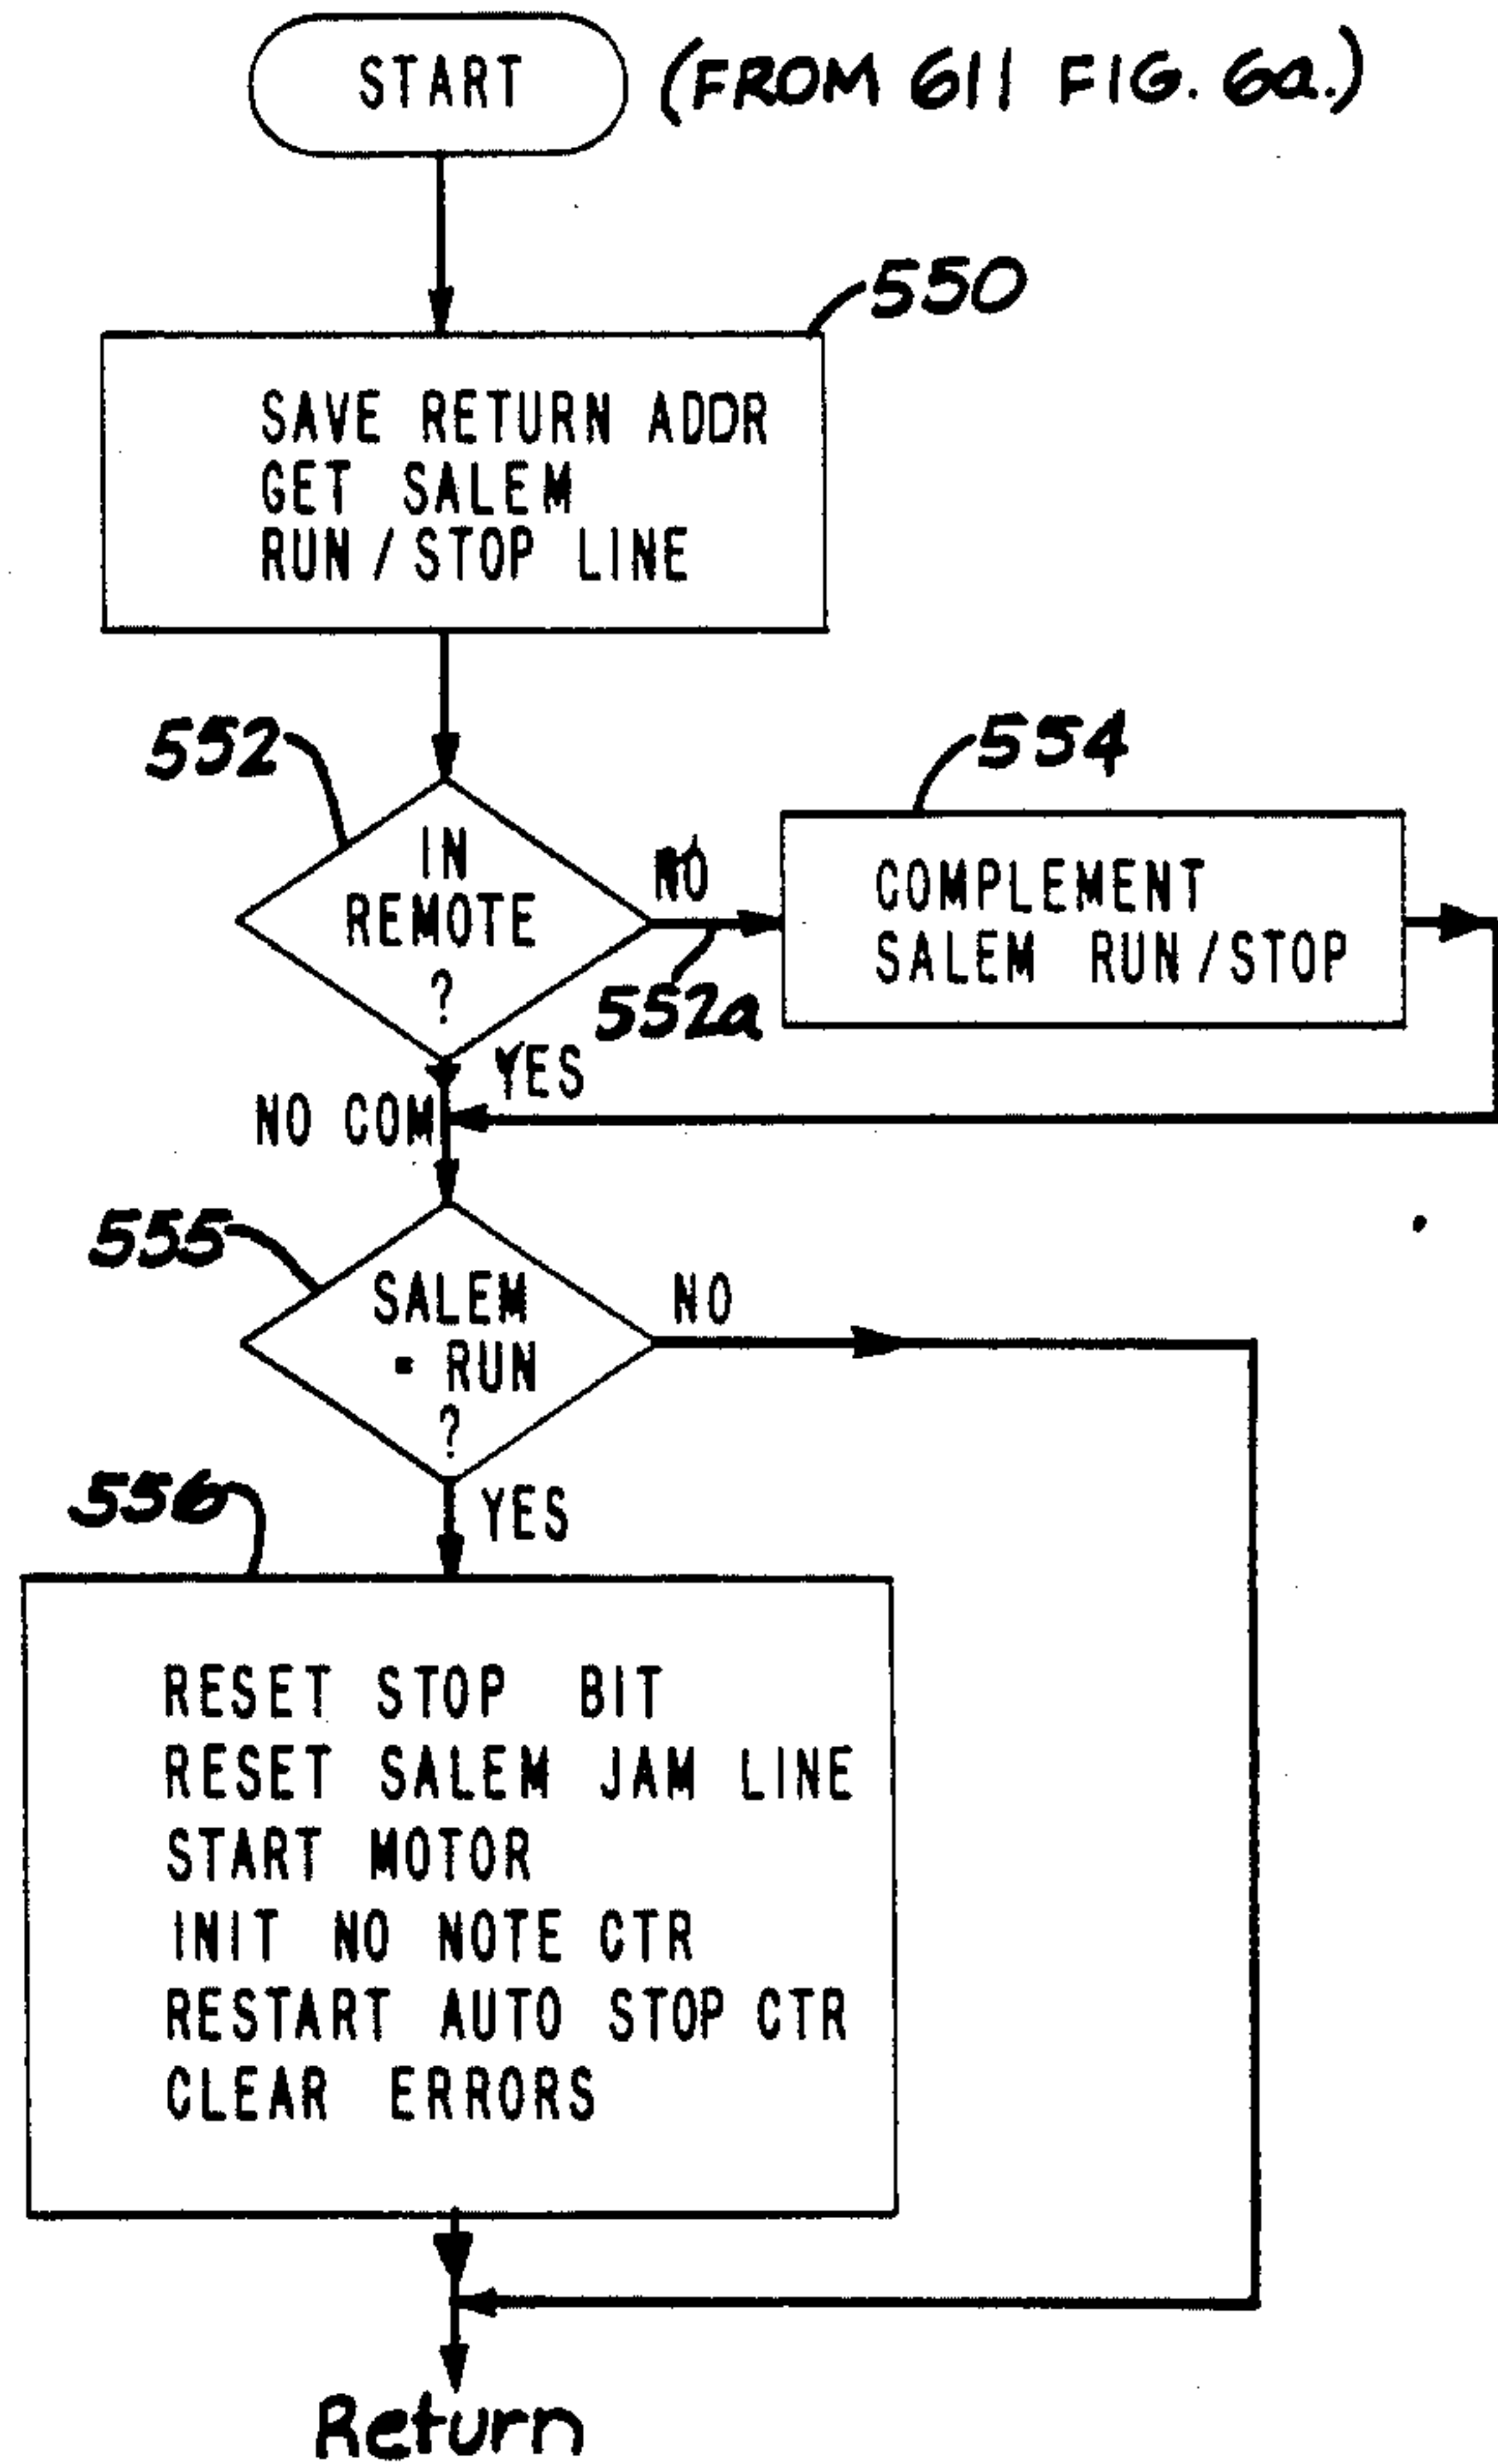 START (FROM 611 FIG. 6a.)
550
SAVE RETURN ADDR
GET SALEM
RUN / STOP LINE
552
IN
REMOTE
?
NO
552a
554
COMPLEMENT
SALEM RUN / STOP
YES
NO COM
555
SALEM
= RUN
?
NO
YES
556
RESET STOP BIT
RESET SALEM JAM LINE
START MOTOR
INIT NO NOTE CTR
RESTART AUTO STOP CTR
CLEAR ERRORS
Return